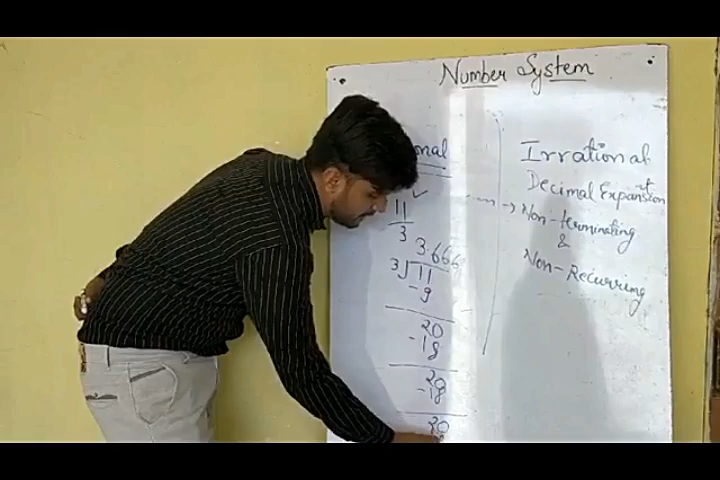 Number System
11
3
3.666
3 11
-9
20
-18
20
-18
20
Irrational
Decimal Expansion
→ Non-terminating
&
Non-Recurring